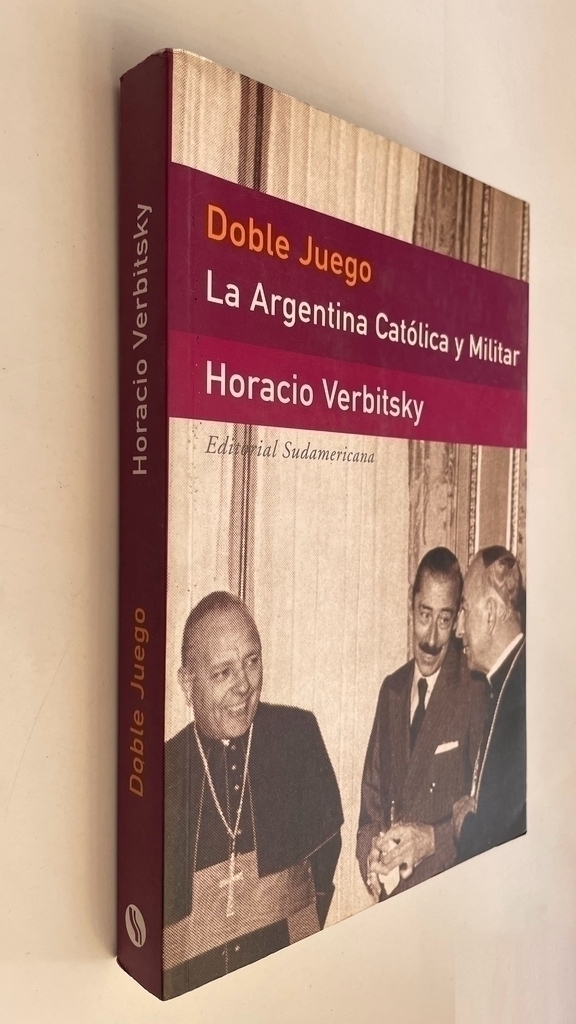 Doble Juego
La Argentina Católica y Militar
Horacio Verbitsky
Editorial Sudamericana
Horacio Verbitsky
Doble Juego